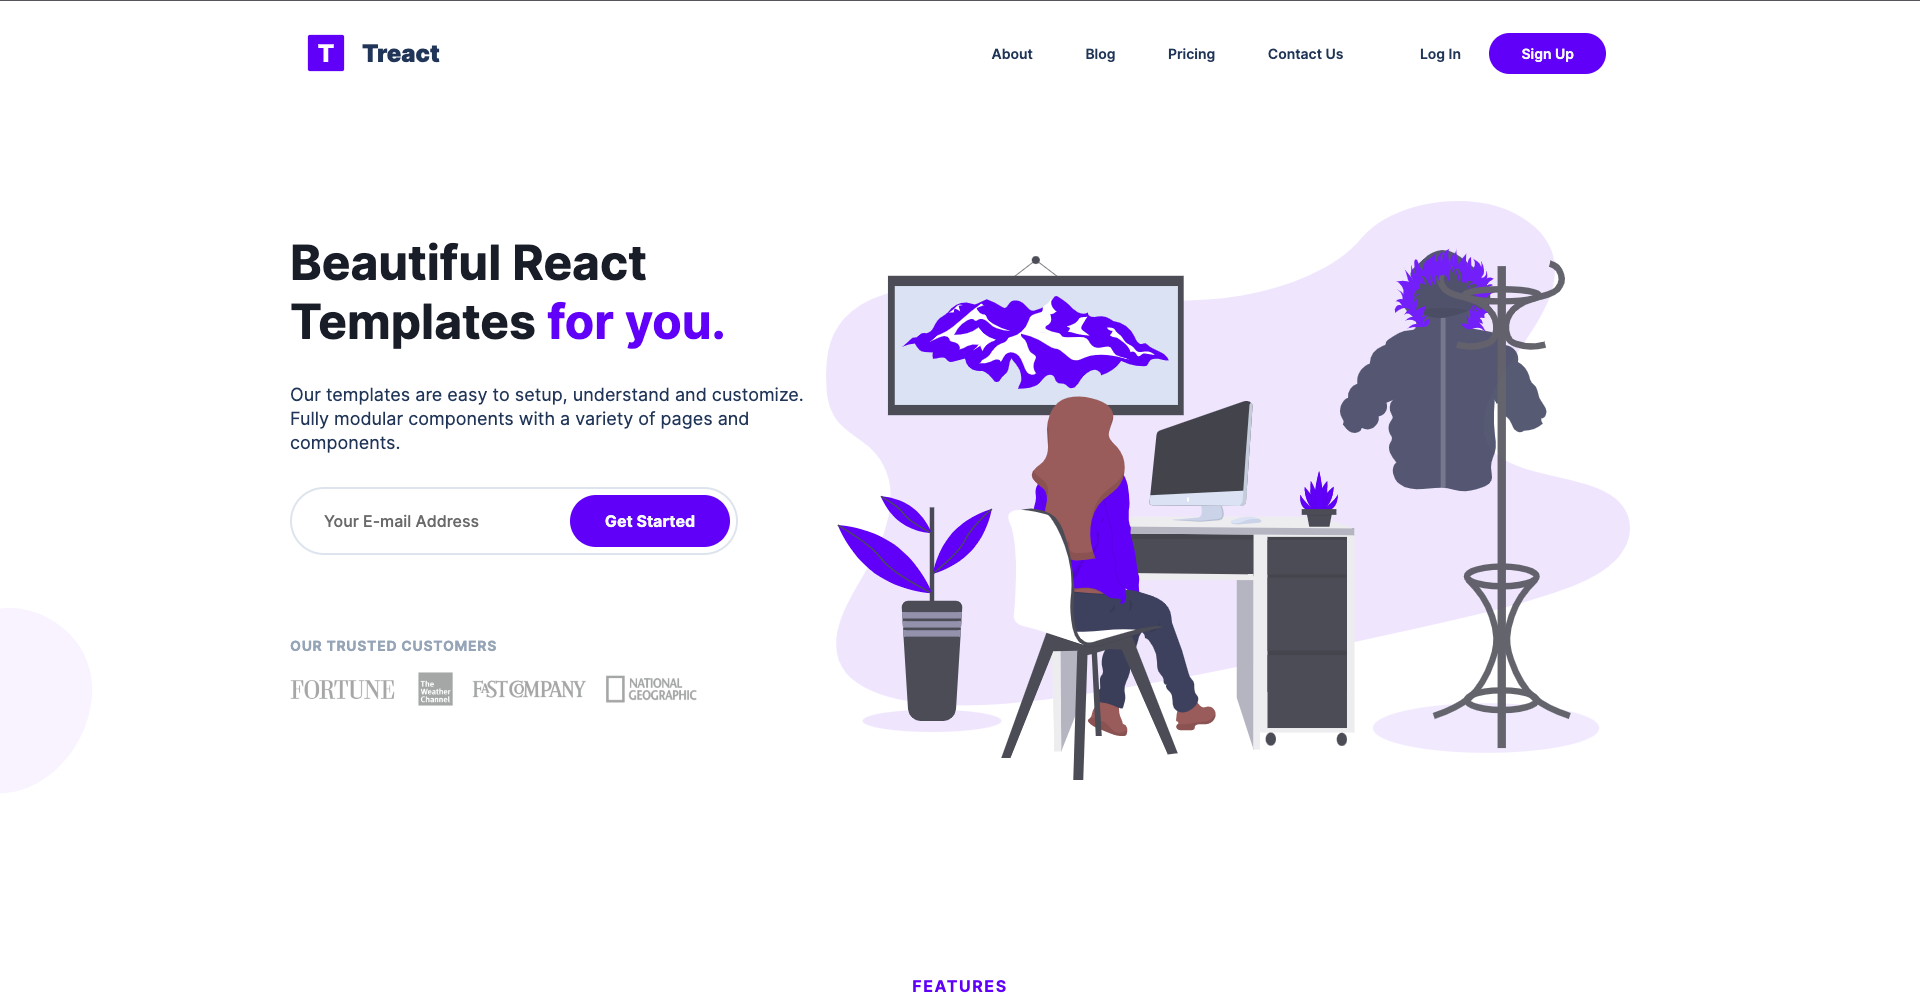 T Treact
About Blog Pricing Contact Us Log In Sign Up
Beautiful React
Templates for you.
Our templates are easy to setup, understand and customize.
Fully modular components with a variety of pages and
components.
Your E-mail Address Get Started
OUR TRUSTED CUSTOMERS
FORTUNE
The
Weather
Channel
FAST COMPANY
NATIONAL
GEOGRAPHIC
FEATURES